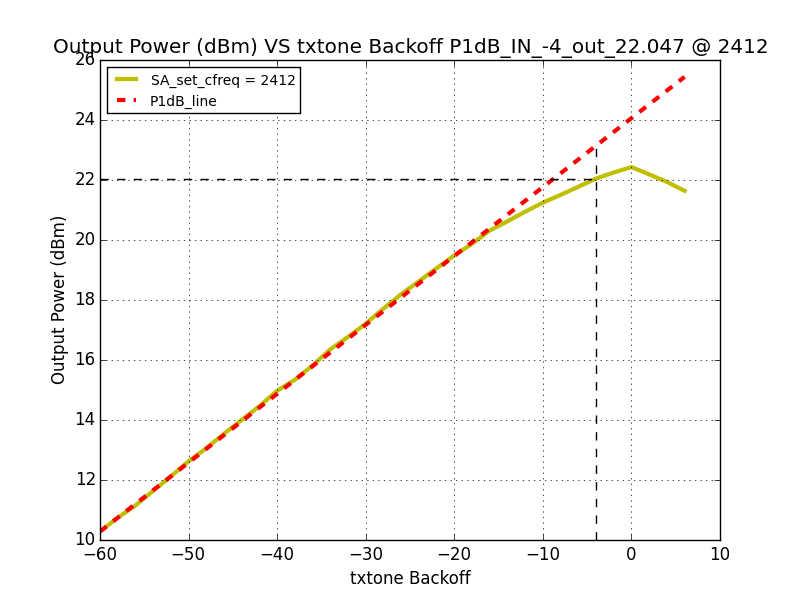 Output Power (dBm) VS txtone Backoff P1dB_IN_-4_out_22.047 @ 2412
SA_set_cfreq = 2412
P1dB_line
Output Power (dBm)
26
24
22
20
18
16
14
12
10
−60 −50 −40 −30 −20 −10 0 10
txtone Backoff